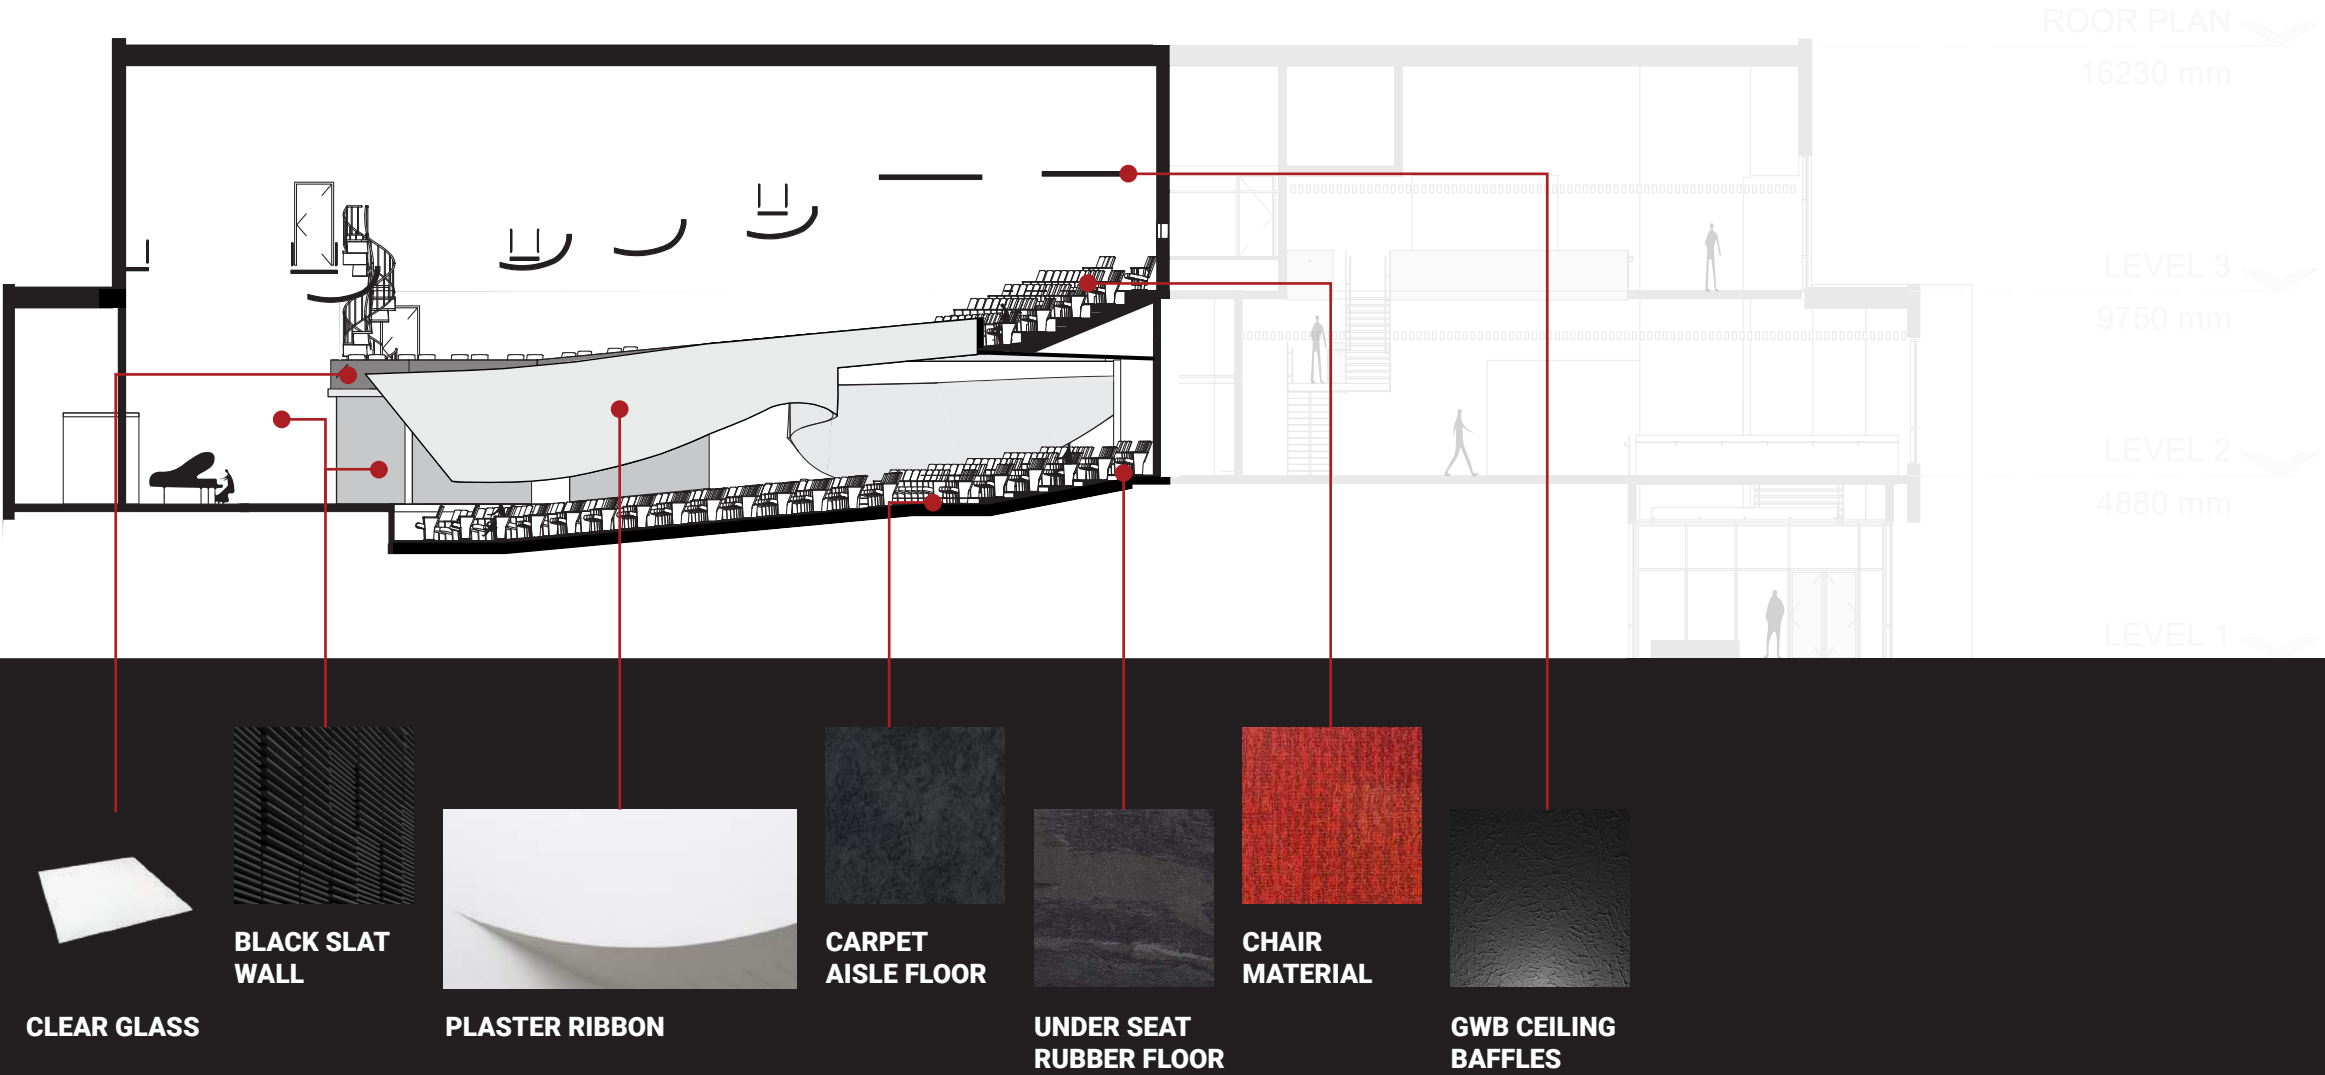 ROOR PLAN
16230 mm
LEVEL 3
9750 mm
LEVEL 2
4880 mm
LEVEL 1
BLACK SLAT
WALL
CARPET
AISLE FLOOR
CHAIR
MATERIAL
CLEAR GLASS
PLASTER RIBBON
UNDER SEAT
RUBBER FLOOR
GWB CEILING
BAFFLES